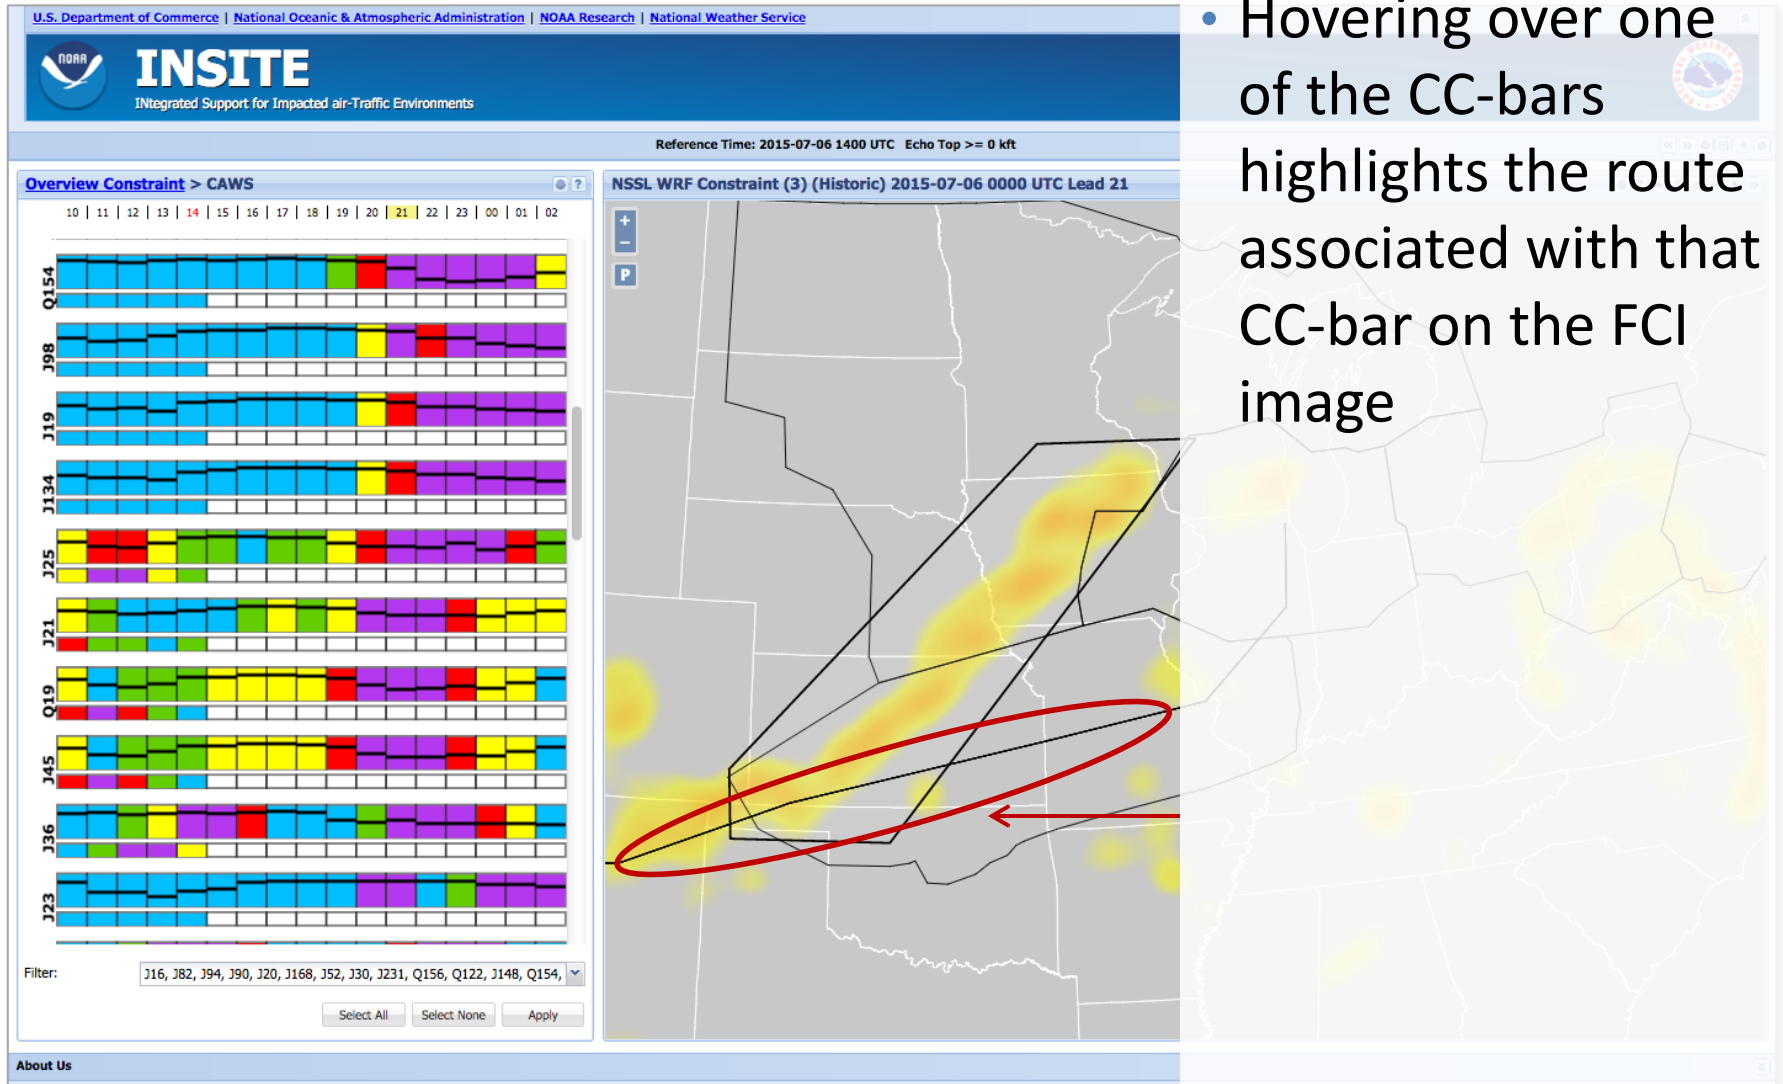 U.S. Department of Commerce | National Oceanic & Atmospheric Administration | NOAA Research | National Weather Service
NOAA
INSITE
INtegrated Support for Impacted air-Traffic Environments
Reference Time: 2015-07-06 1400 UTC Echo Top >= 0 kft
Overview Constraint > CAWS
?
10 | 11 | 12 | 13 | 14 | 15 | 16 | 17 | 18 | 19 | 20 | 21 | 22 | 23 | 00 | 01 | 02
Q154
J98
J19
J134
J25
J21
Q19
J45
J36
J23
Filter:
J16, J82, J94, J90, J20, J168, J52, J30, J231, Q156, Q122, J148, Q154,
Select All
Select None
Apply
NSSL WRF Constraint (3) (Historic) 2015-07-06 0000 UTC Lead 21
+
−
P
• Hovering over one
of the CC-bars
highlights the route
associated with that
CC-bar on the FCI
image
About Us